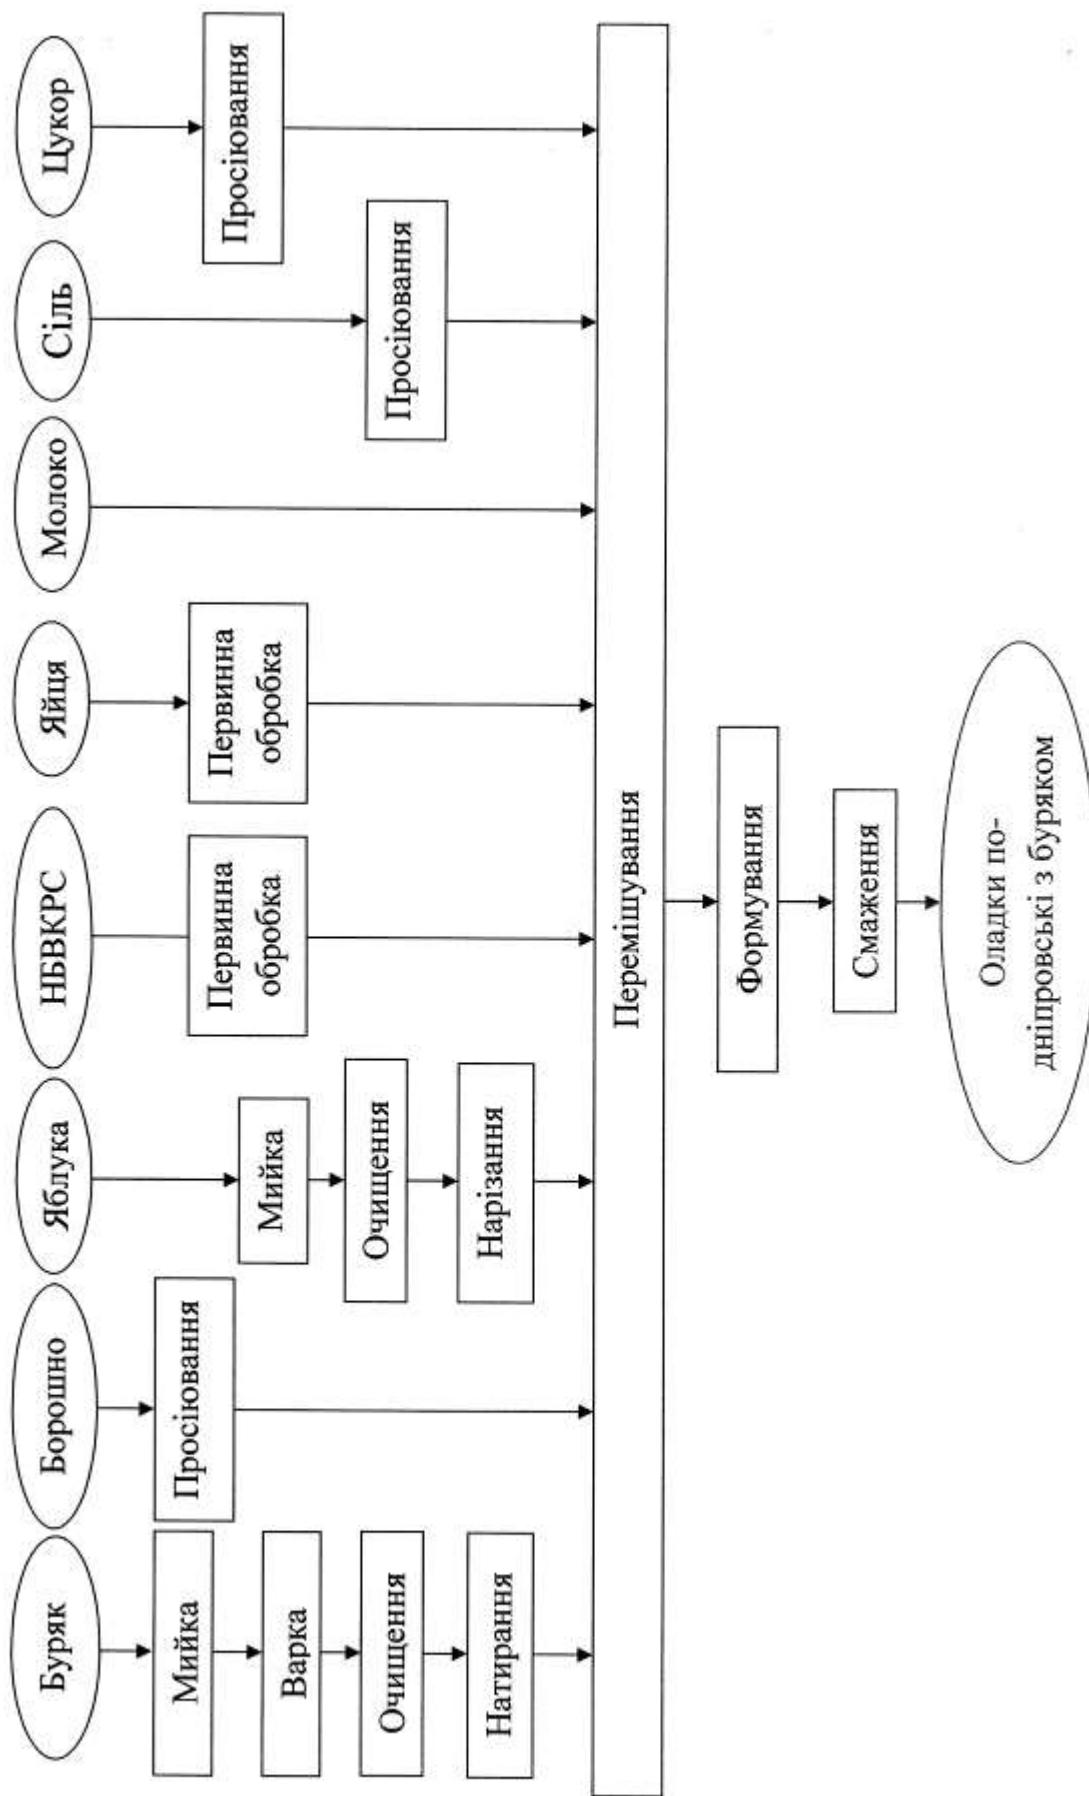 Буряк
Борошно
Яблука
НБВКРС
Яйця
Молоко
Сіль
Цукор
Мийка
Варка
Очищення
Натирання
Просіювання
Мийка
Очищення
Нарізання
Первинна
обробка
Первинна
обробка
Просіювання
Просіювання
Перемішування
Формування
Смаження
Оладки по-
дніпровські з буряком